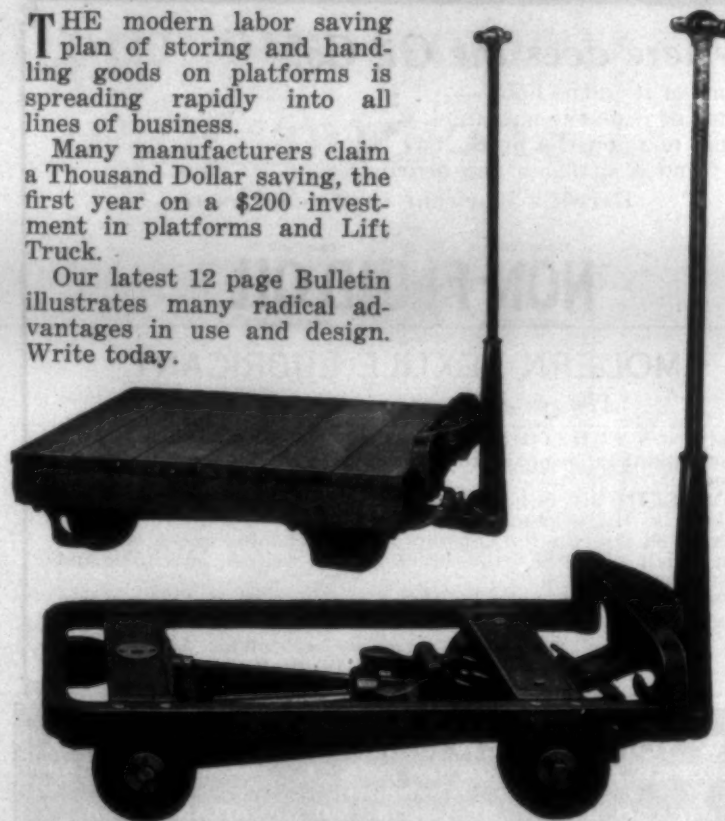 THE modern labor saving
plan of storing and hand-
ling goods on platforms is
spreading rapidly into all
lines of business.
Many manufacturers claim
a Thousand Dollar saving, the
first year on a $200 invest-
ment in platforms and Lift
Truck.
Our latest 12 page Bulletin
illustrates many radical ad-
vantages in use and design.
Write today.